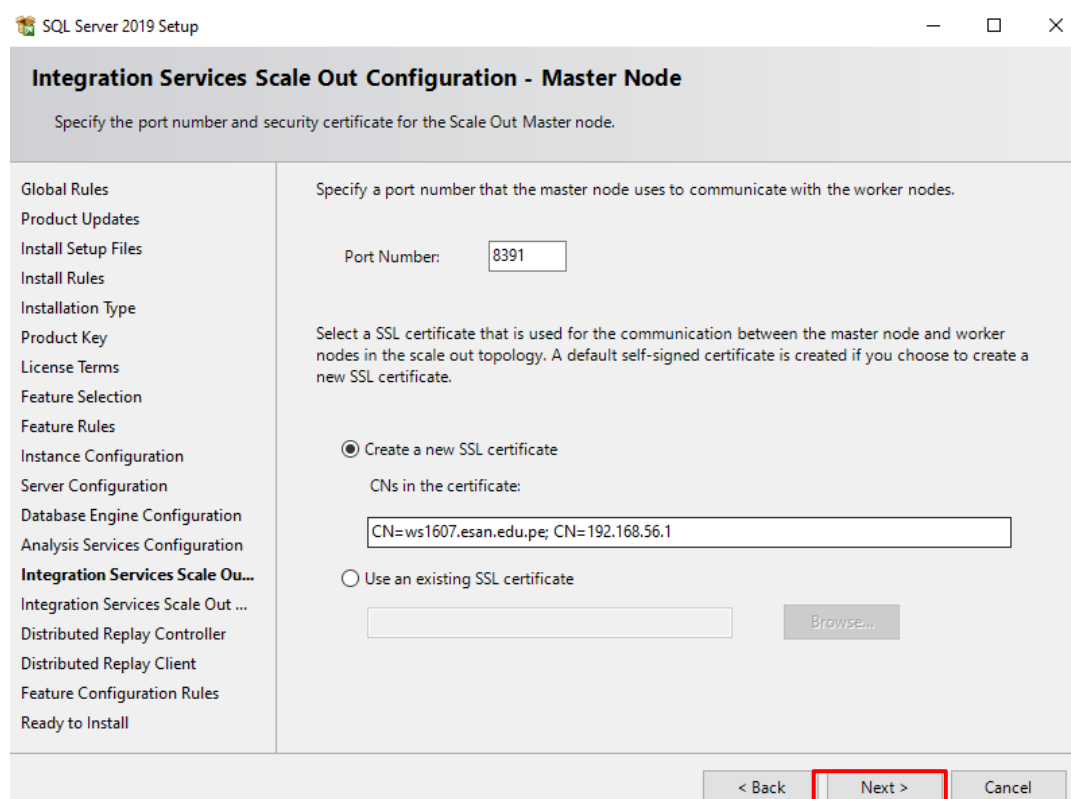 SQL Server 2019 Setup
Integration Services Scale Out Configuration - Master Node
Specify the port number and security certificate for the Scale Out Master node.
Global Rules
Product Updates
Install Setup Files
Install Rules
Installation Type
Product Key
License Terms
Feature Selection
Feature Rules
Instance Configuration
Server Configuration
Database Engine Configuration
Analysis Services Configuration
Integration Services Scale Ou...
Integration Services Scale Out ...
Distributed Replay Controller
Distributed Replay Client
Feature Configuration Rules
Ready to Install
Specify a port number that the master node uses to communicate with the worker nodes.
Port Number: 8391
Select a SSL certificate that is used for the communication between the master node and worker
nodes in the scale out topology. A default self-signed certificate is created if you choose to create a
new SSL certificate.
Create a new SSL certificate
CNs in the certificate:
CN=ws1607.esan.edu.pe; CN=192.168.56.1
Use an existing SSL certificate
Browse...
< Back Next > Cancel